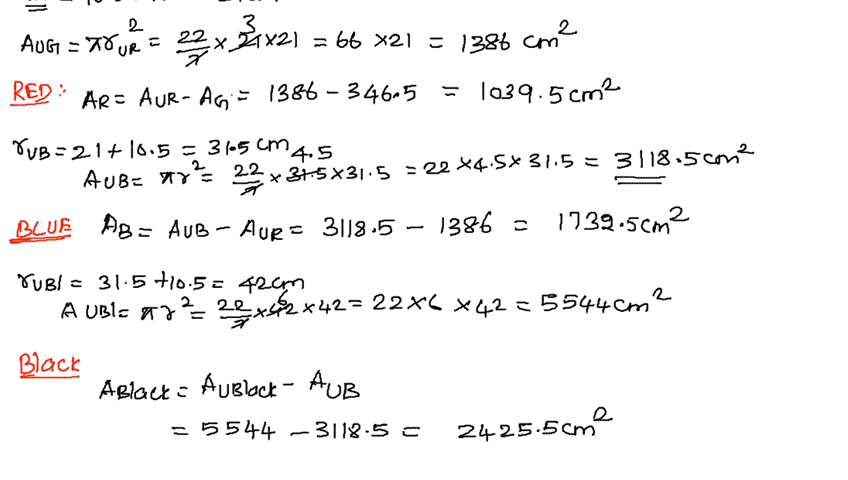 AUG = πr²UR = 22/7 × 21 × 21 = 66 × 21 = 1386 cm²
RED: AR = AUR - AG = 1386 - 346.5 = 1039.5 cm²
rUB = 21 + 10.5 = 31.5 cm
AUB = πr² = 22/7 × 31.5 × 31.5 = 22 × 4.5 × 31.5 = 3118.5 cm²
BLUE AB = AUB - AUR = 3118.5 - 1386 = 1732.5 cm²
rUBl = 31.5 + 10.5 = 42 cm
AUBl = πr² = 22/7 × 42 × 42 = 22 × 6 × 42 = 5544 cm²
Black
ABlack = AUBlack - AUB
= 5544 - 3118.5 = 2425.5 cm²